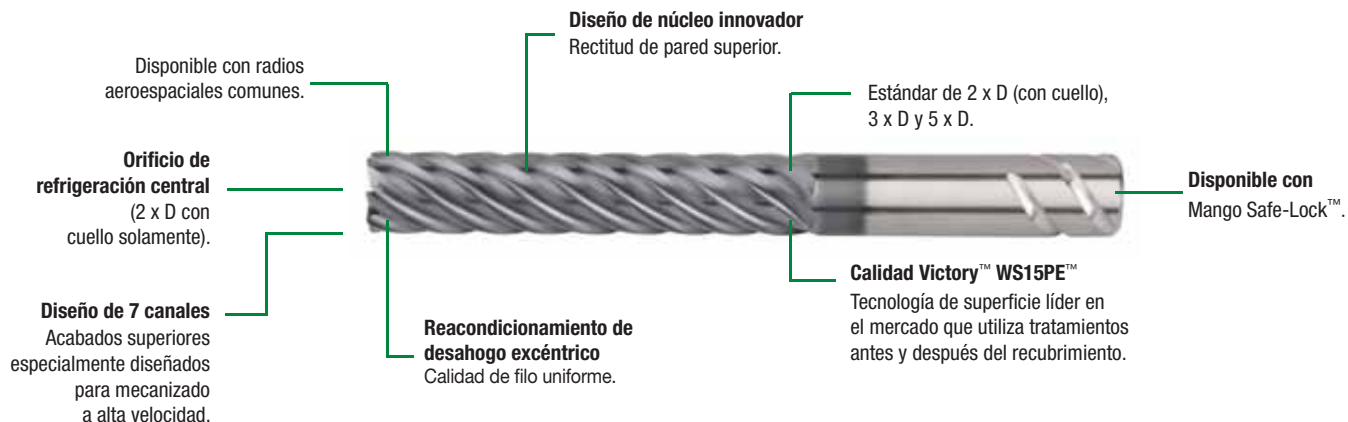 Diseño de núcleo innovador
Rectitud de pared superior.
Disponible con radios
aeroespaciales comunes.
Estándar de 2 x D (con cuello),
3 x D y 5 x D.
Orificio de
refrigeración central
(2 x D con
cuello solamente).
Disponible con
Mango Safe-Lock™.
Diseño de 7 canales
Acabados superiores
especialmente diseñados
para mecanizado
a alta velocidad.
Reacondicionamiento de
desahogo excéntrico
Calidad de filo uniforme.
Calidad Victory™ WS15PE™
Tecnología de superficie líder en
el mercado que utiliza tratamientos
antes y después del recubrimiento.